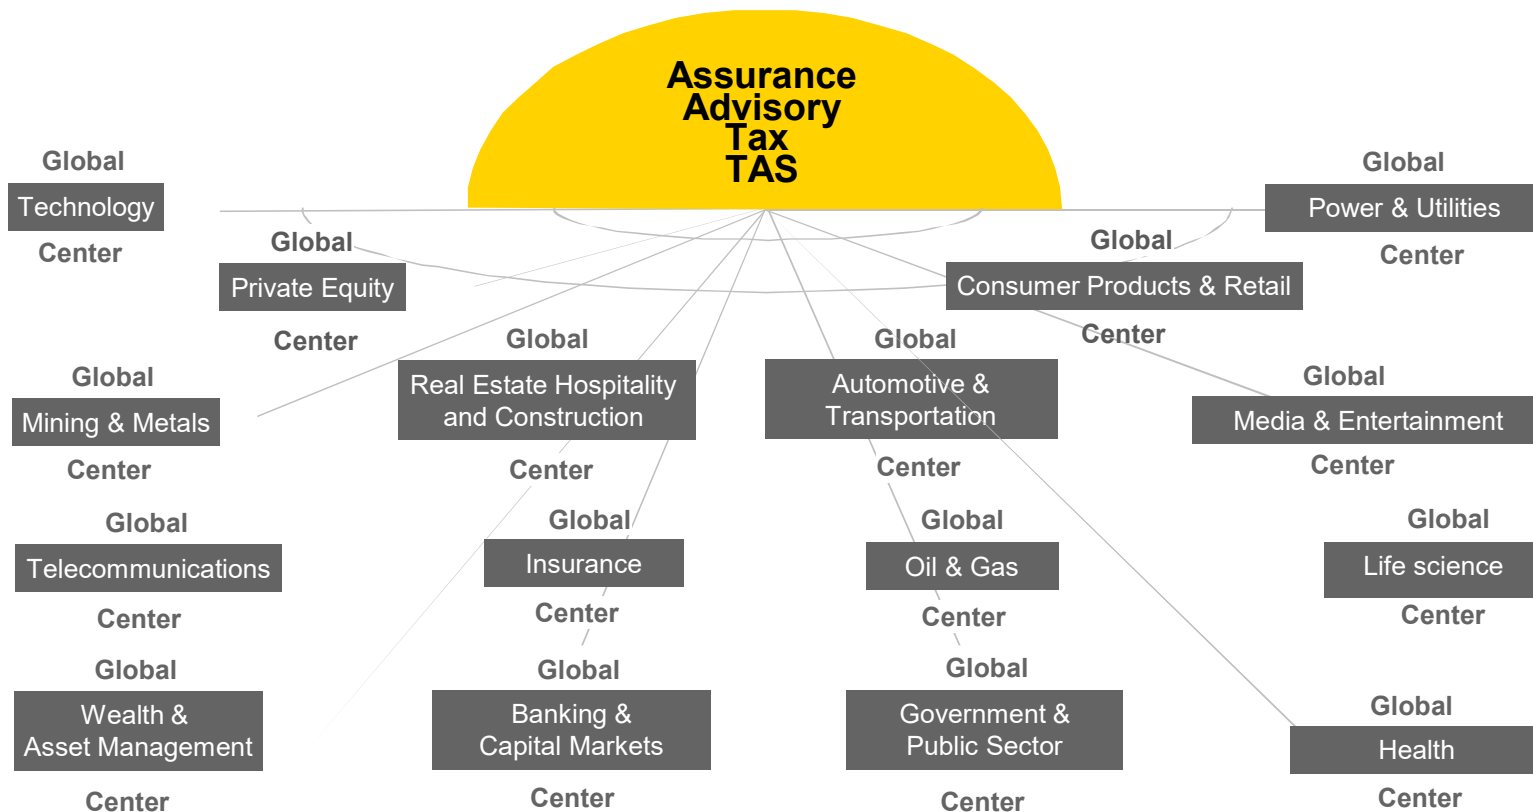 Assurance
Advisory
Tax
TAS
Global
Technology
Center
Global
Power & Utilities
Center
Global
Private Equity
Center
Global
Consumer Products & Retail
Center
Global
Mining & Metals
Center
Global
Real Estate Hospitality
and Construction
Center
Global
Automotive &
Transportation
Center
Global
Media & Entertainment
Center
Global
Telecommunications
Center
Global
Insurance
Center
Global
Oil & Gas
Center
Global
Life science
Center
Global
Wealth &
Asset Management
Center
Global
Banking &
Capital Markets
Center
Global
Government &
Public Sector
Center
Global
Health
Center